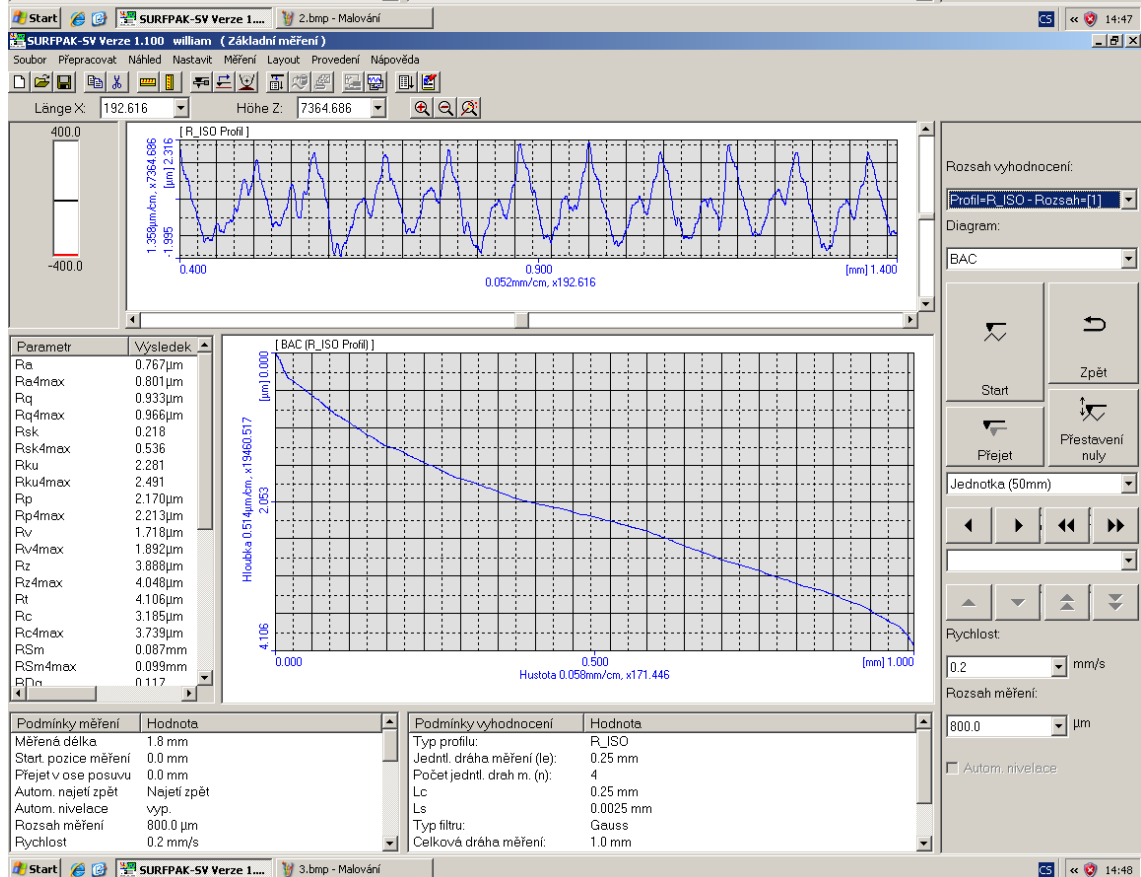 Start SURFPAK-SV Verze 1.... 2.bmp - Malování CS « 14:47
SURFPAK-SV Verze 1.100 william ( Základní měření )
Soubor Přepracovat Náhled Nastavit Měření Layout Provedení Nápověda
Länge X: 192.616 Höhe Z: 7364.686
400.0
-400.0
[ R_ISO Profil ]
1.358µm/cm, x7364.686
-1.995 [µm] 2.316
0.400 0.900 [mm] 1.400
0.052mm/cm, x192.616
Parametr Výsledek
Ra 0.767µm
Ra4max 0.801µm
Rq 0.933µm
Rq4max 0.966µm
Rsk 0.218
Rsk4max 0.536
Rku 2.281
Rku4max 2.491
Rp 2.170µm
Rp4max 2.213µm
Rv 1.718µm
Rv4max 1.892µm
Rz 3.888µm
Rz4max 4.048µm
Rt 4.106µm
Rc 3.185µm
Rc4max 3.739µm
RSm 0.087mm
RSm4max 0.099mm
RDq 0.117
[ BAC (R_ISO Profil) ]
Hloubka 0.514µm/cm, x19460.517
4.106 2.053 [µm] 0.000
0.000 0.500 [mm] 1.000
Hustota 0.058mm/cm, x171.446
Podmínky měření Hodnota
Měřená délka 1.8 mm
Start. pozice měření 0.0 mm
Přejet v ose posuvu 0.0 mm
Autom. najetí zpět Najetí zpět
Autom. nivelace vyp.
Rozsah měření 800.0 µm
Rychlost 0.2 mm/s
Podmínky vyhodnocení Hodnota
Typ profilu: R_ISO
Jedntl. dráha měření (le): 0.25 mm
Počet jedntl. drah m. (n): 4
Lc 0.25 mm
Ls 0.0025 mm
Typ filtru: Gauss
Celková dráha měření: 1.0 mm
Rozsah vyhodnocení:
Profil=R_ISO - Rozsah=[1]
Diagram:
BAC
Start
Zpět
Přejet
Přestavení
nuly
Jednotka (50mm)
Rychlost:
0.2 mm/s
Rozsah měření:
800.0 µm
Autom. nivelace
Start SURFPAK-SV Verze 1.... 3.bmp - Malování CS « 14:48